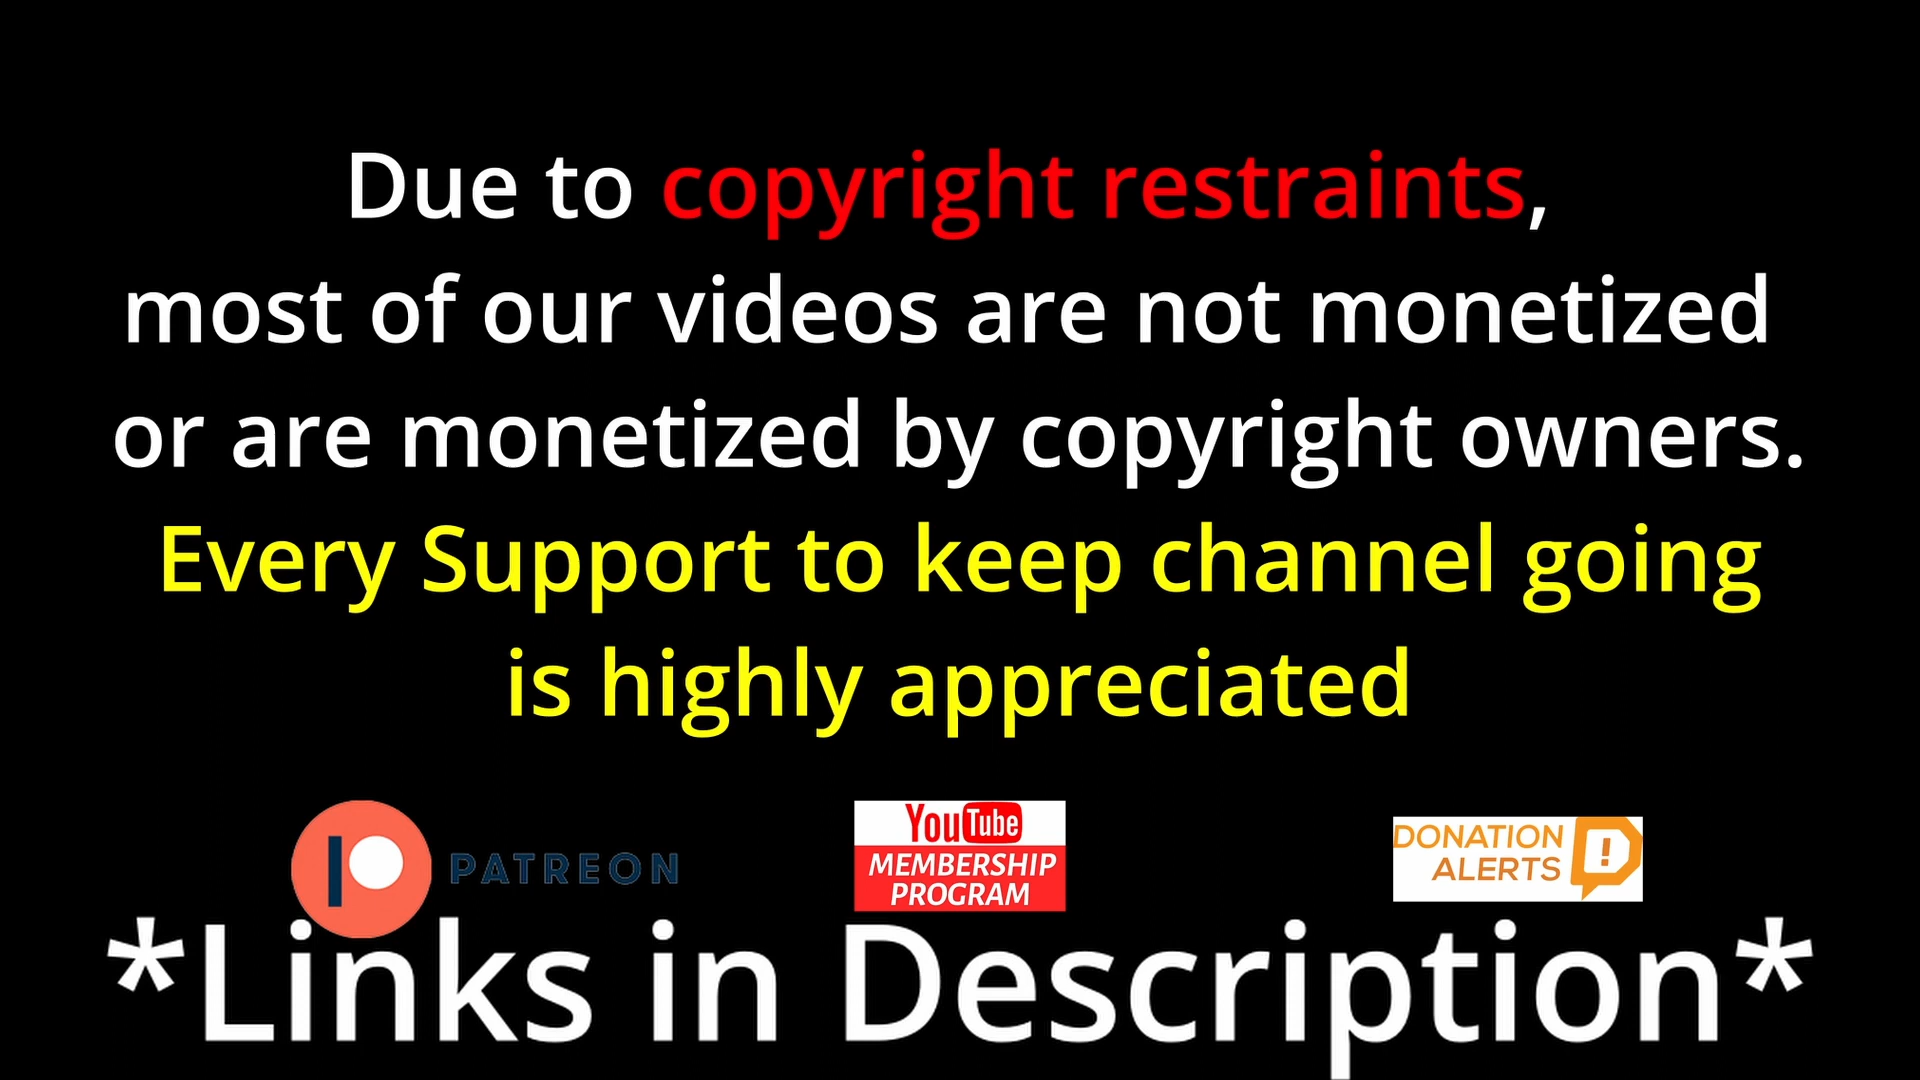 Due to copyright restraints,
most of our videos are not monetized
or are monetized by copyright owners.
Every Support to keep channel going
is highly appreciated
PATREON
YouTube
MEMBERSHIP
PROGRAM
DONATION
ALERTS
*Links in Description*